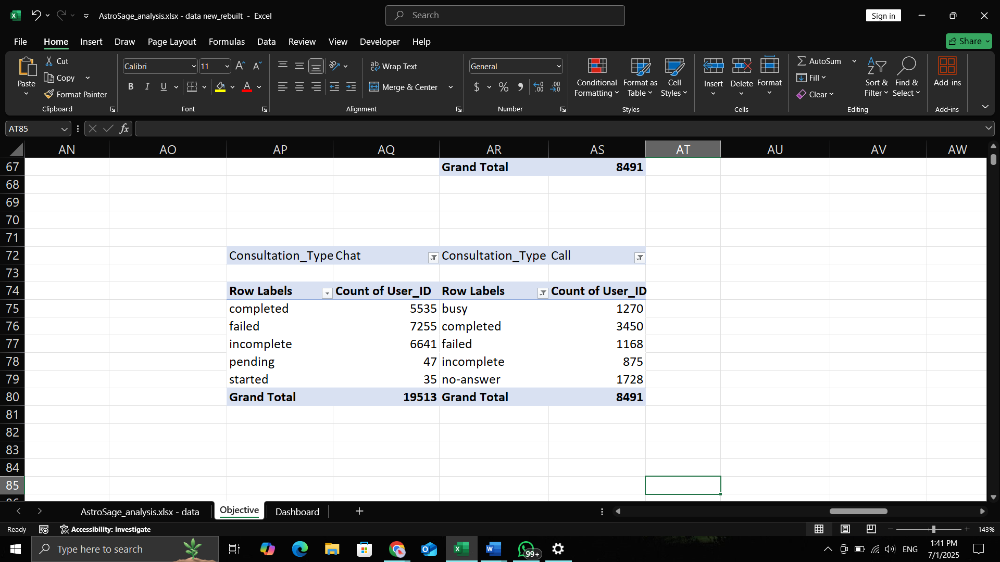 AstroSage_analysis.xlsx - data new_rebuilt - Excel
Search
Sign in
File Home Insert Draw Page Layout Formulas Data Review View Developer Help
Share
Paste
Cut
Copy
Format Painter
Clipboard
Calibri 11
B I U
Font
Wrap Text
Merge & Center
Alignment
General
$ % 9
Number
Conditional Formatting
Format as Table
Cell Styles
Styles
Insert Delete Format
Cells
AutoSum
Fill
Clear
Sort & Filter
Find & Select
Editing
Add-ins
Add-ins
AT85
fx
AN AO AP AQ AR AS AT AU AV AW
67 Grand Total 8491
68
69
70
71
72 Consultation_Type Chat Consultation_Type Call
73
74 Row Labels Count of User_ID Row Labels Count of User_ID
75 completed 5535 busy 1270
76 failed 7255 completed 3450
77 incomplete 6641 failed 1168
78 pending 47 incomplete 875
79 started 35 no-answer 1728
80 Grand Total 19513 Grand Total 8491
81
82
83
84
85
AstroSage_analysis.xlsx - data Objective Dashboard
Ready
Accessibility: Investigate
143%
Type here to search
99+
ENG
1:41 PM
7/1/2025